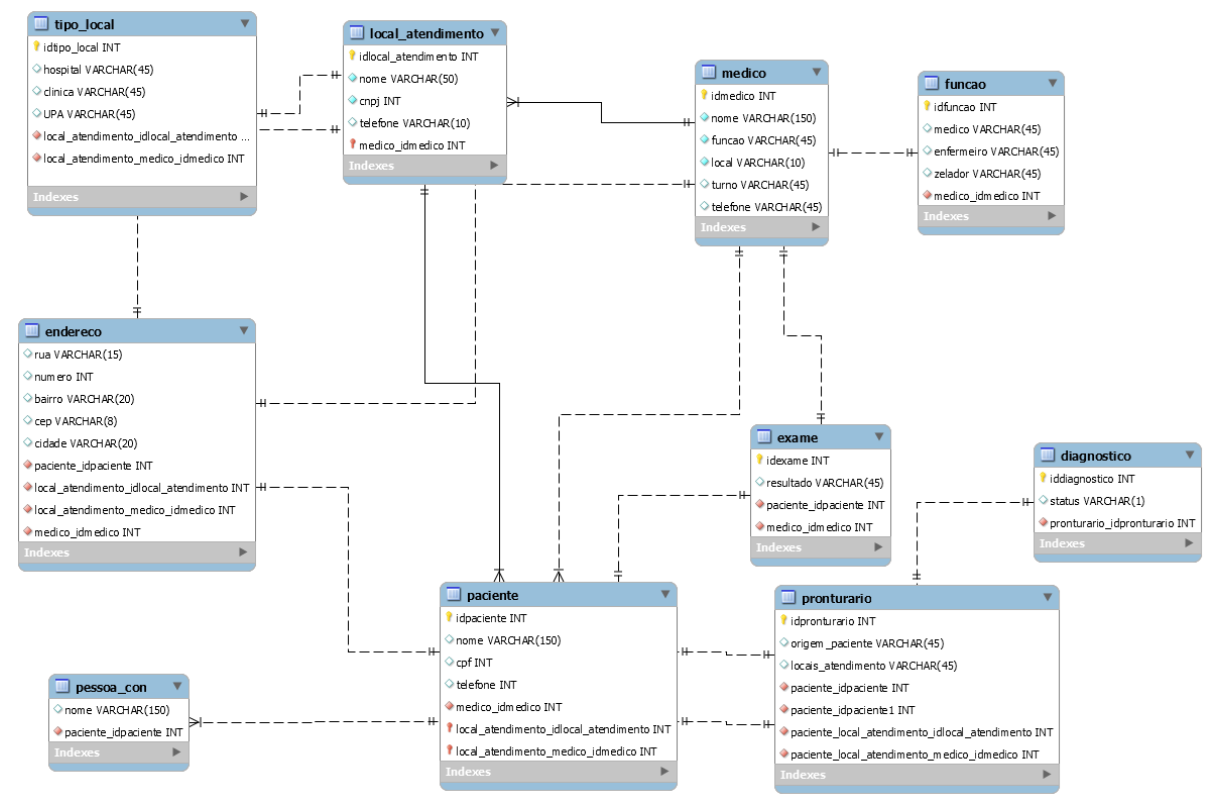 tipo_local
idtipo_local INT
hospital VARCHAR(45)
clinica VARCHAR(45)
UPA VARCHAR(45)
local_atendimento_idlocal_atendimento ...
local_atendimento_medico_idmedico INT
Indexes
local_atendimento
idlocal_atendimento INT
nome VARCHAR(50)
cnpj INT
telefone VARCHAR(10)
medico_idmedico INT
Indexes
medico
idmedico INT
nome VARCHAR(150)
funcao VARCHAR(45)
local VARCHAR(10)
turno VARCHAR(45)
telefone VARCHAR(45)
Indexes
funcao
idfuncao INT
medico VARCHAR(45)
enfermeiro VARCHAR(45)
zelador VARCHAR(45)
medico_idmedico INT
Indexes
endereco
rua VARCHAR(15)
numero INT
bairro VARCHAR(20)
cep VARCHAR(8)
cidade VARCHAR(20)
paciente_idpaciente INT
local_atendimento_idlocal_atendimento INT
local_atendimento_medico_idmedico INT
medico_idmedico INT
Indexes
exame
idexame INT
resultado VARCHAR(45)
paciente_idpaciente INT
medico_idmedico INT
Indexes
diagnostico
iddiagnostico INT
status VARCHAR(1)
pronturario_idpronturario INT
Indexes
paciente
idpaciente INT
nome VARCHAR(150)
cpf INT
telefone INT
medico_idmedico INT
local_atendimento_idlocal_atendimento INT
local_atendimento_medico_idmedico INT
Indexes
pronturario
idpronturario INT
origem_paciente VARCHAR(45)
locais_atendimento VARCHAR(45)
paciente_idpaciente INT
paciente_idpaciente1 INT
paciente_local_atendimento_idlocal_atendimento INT
paciente_local_atendimento_medico_idmedico INT
Indexes
pessoa_con
nome VARCHAR(150)
paciente_idpaciente INT
Indexes